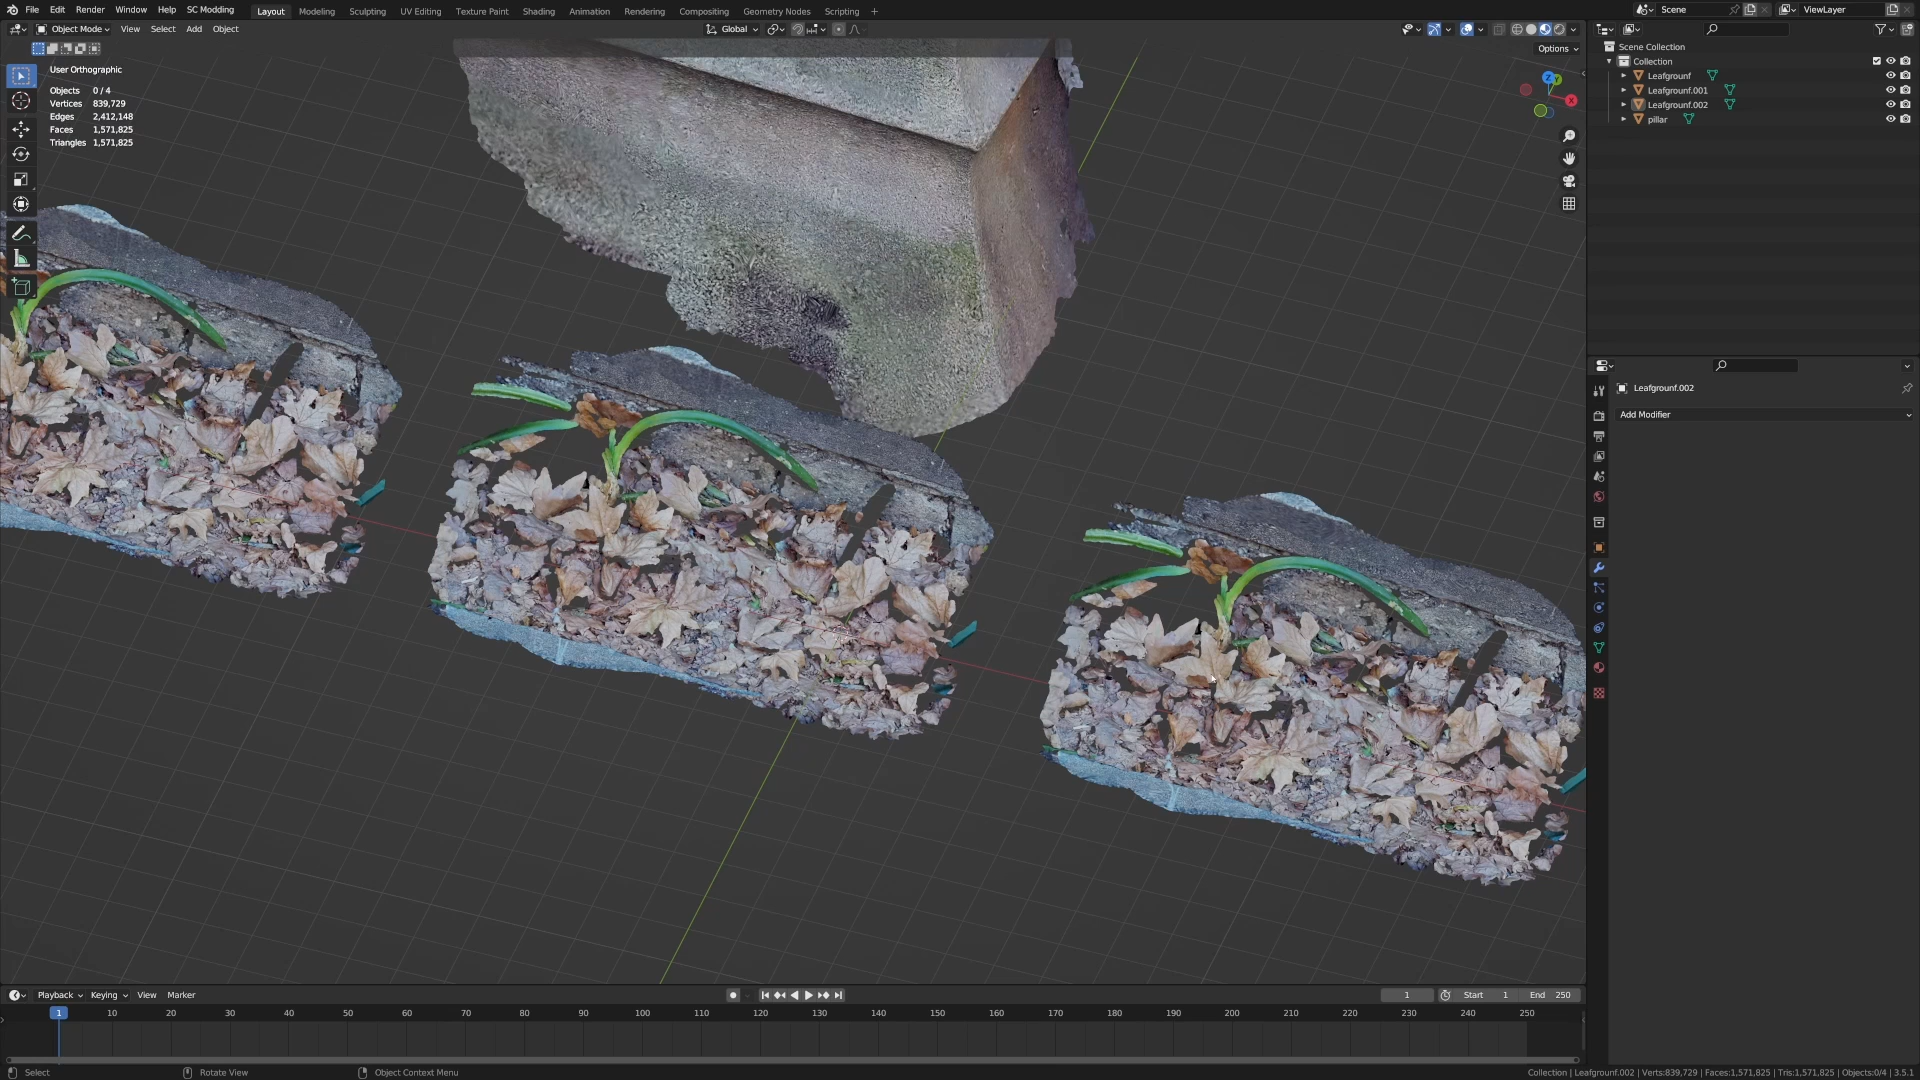 File Edit Render Window Help SC Modding Layout Modeling Sculpting UV Editing Texture Paint Shading Animation Rendering Compositing Geometry Nodes Scripting + Scene ViewLayer
Object Mode View Select Add Object Global
Options
User Orthographic
Objects 0 / 4
Vertices 839,729
Edges 2,412,148
Faces 1,571,825
Triangles 1,571,825
X
Y
Z
Scene Collection
Collection
Leafgrounf
Leafgrounf.001
Leafgrounf.002
pillar
Leafgrounf.002
Add Modifier
Playback Keying View Marker 1 Start 1 End 250
1 10 20 30 40 50 60 70 80 90 100 110 120 130 140 150 160 170 180 190 200 210 220 230 240 250
Select Rotate View Object Context Menu Collection | Leafgrounf.002 | Verts:839,729 | Faces:1,571,825 | Tris:1,571,825 | Objects:0/4 | 3.5.1